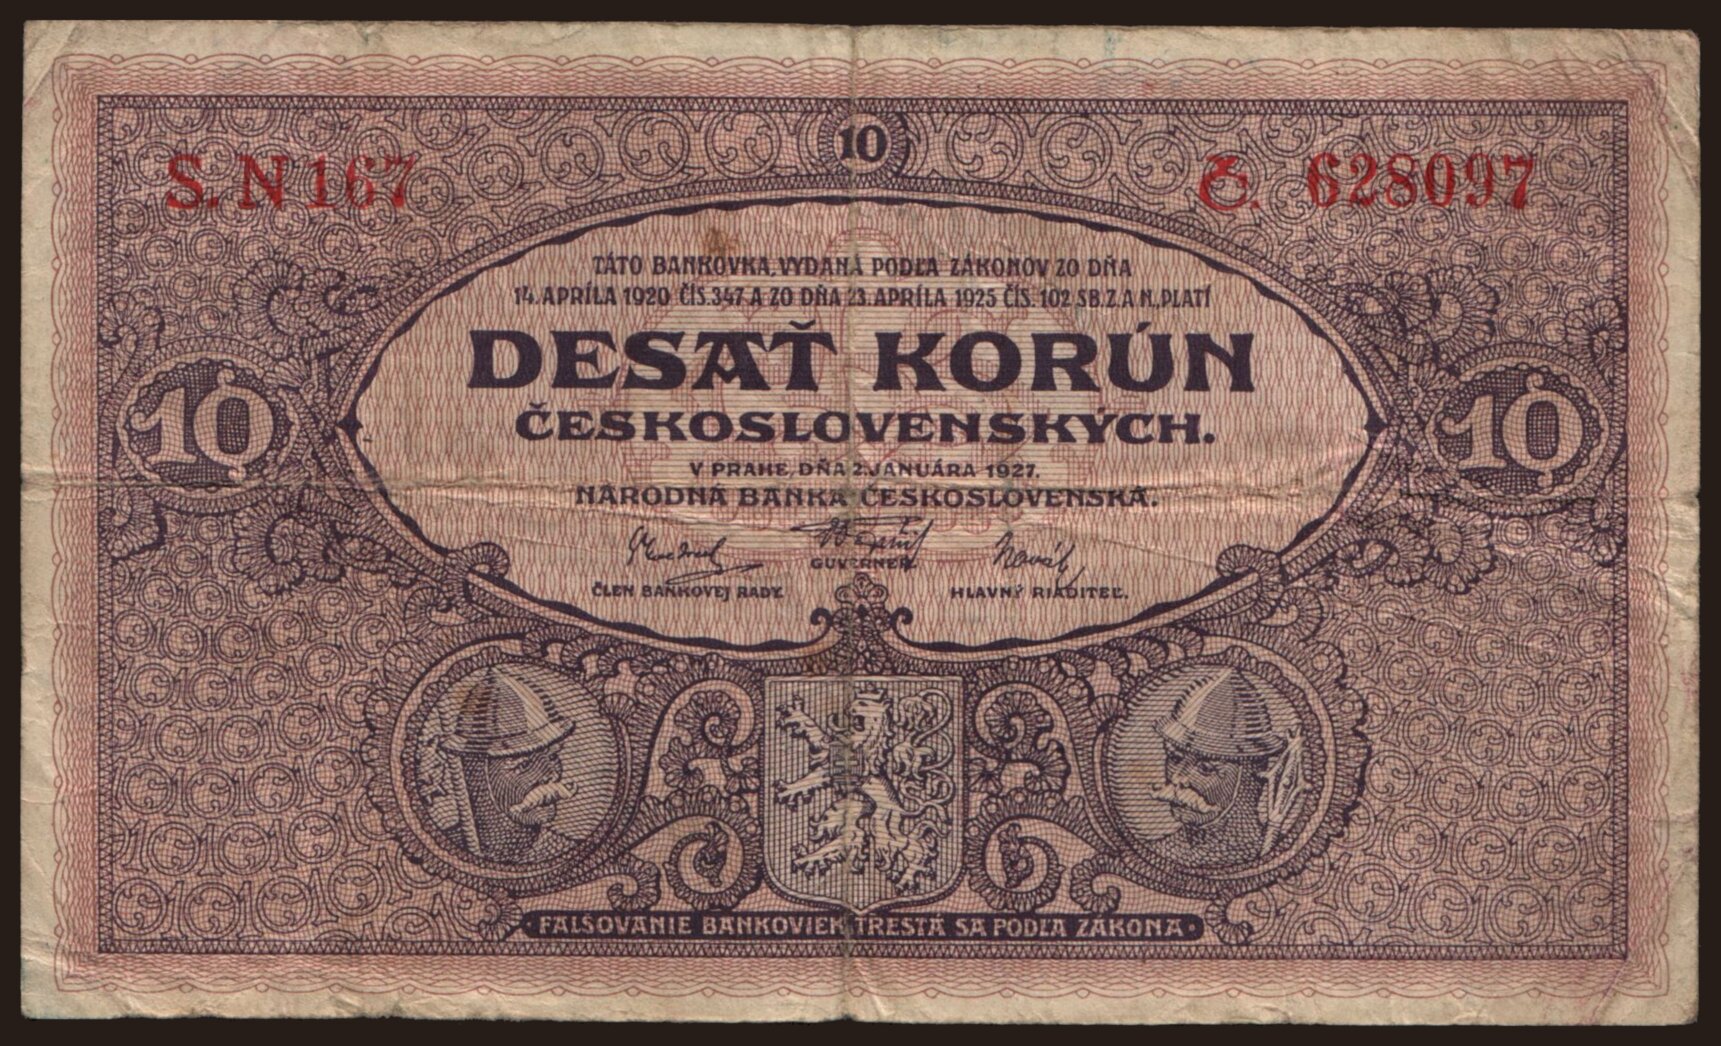 10
S.N 167
Č. 628097
TÁTO BANKOVKA, VYDANÁ PODĽA ZÁKONOV ZO DŇA
14. APRÍLA 1920 ČÍS. 347 A ZO DŇA 23. APRÍLA 1925 ČÍS. 102 SB. Z. A N., PLATÍ
DESAŤ KORÚN
ČESKOSLOVENSKÝCH.
10
10
V PRAHE, DŇA 2. JANUÁRA 1927.
NÁRODNÁ BANKA ČESKOSLOVENSKÁ.
GUVERNER.
ČLEN BANKOVEJ RADY.
HLAVNÝ RIADITEĽ.
FALŠOVANIE BANKOVIEK TRESTÁ SA PODĽA ZÁKONA